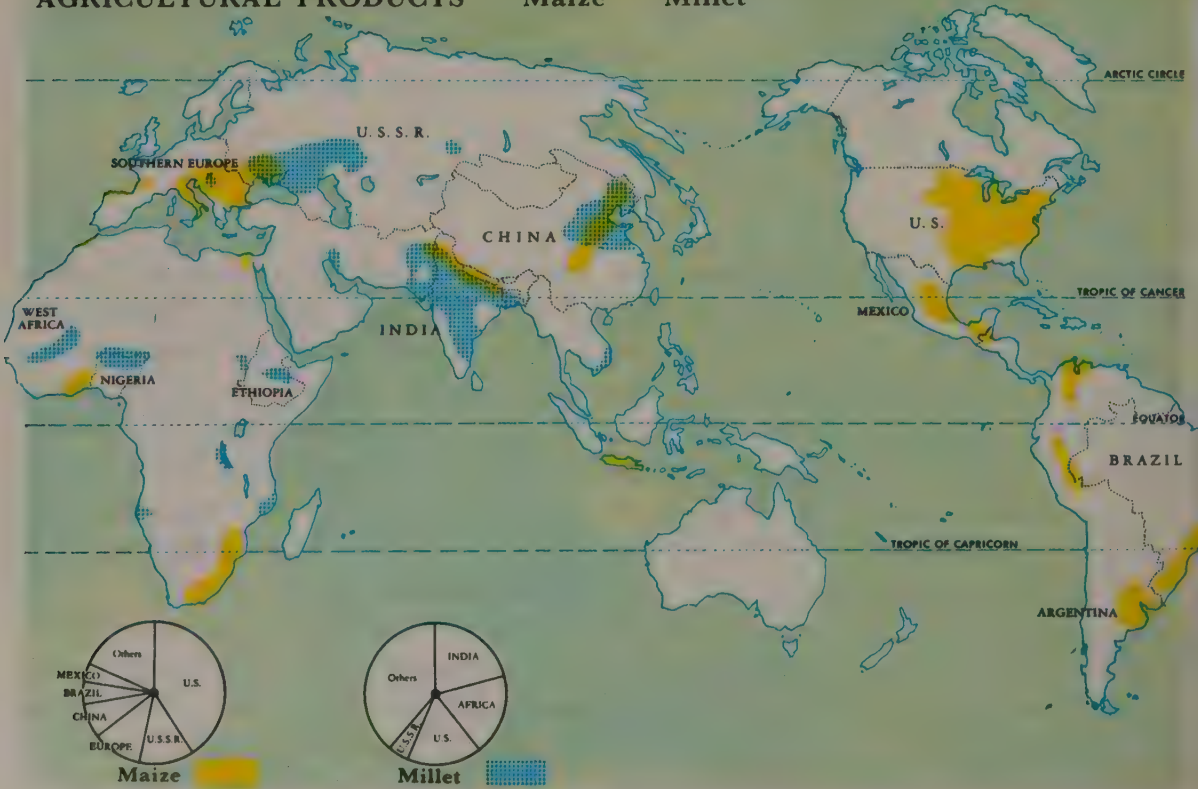 AGRICULTURAL PRODUCTS Maize Millet
ARCTIC CIRCLE
U.S.S.R.
SOUTHERN EUROPE
U.S.
CHINA
TROPIC OF CANCER
MEXICO
WEST
AFRICA
INDIA
NIGERIA
ETHIOPIA
EQUATOR
BRAZIL
TROPIC OF CAPRICORN
ARGENTINA
Others
U.S.
MEXICO
BRAZIL
CHINA
EUROPE
U.S.S.R.
Maize
Others
INDIA
AFRICA
U.S.
U.S.S.R.
Millet